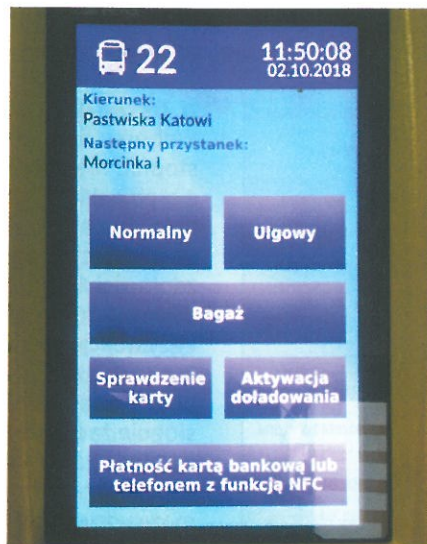 22
11:50:08
02.10.2018
Kierunek:
Pastwiska Katowi
Następny przystanek:
Morcinka I
Normalny
Ulgowy
Bagaż
Sprawdzenie
karty
Aktywacja
doładowania
Płatność kartą bankową lub
telefonem z funkcją NFC